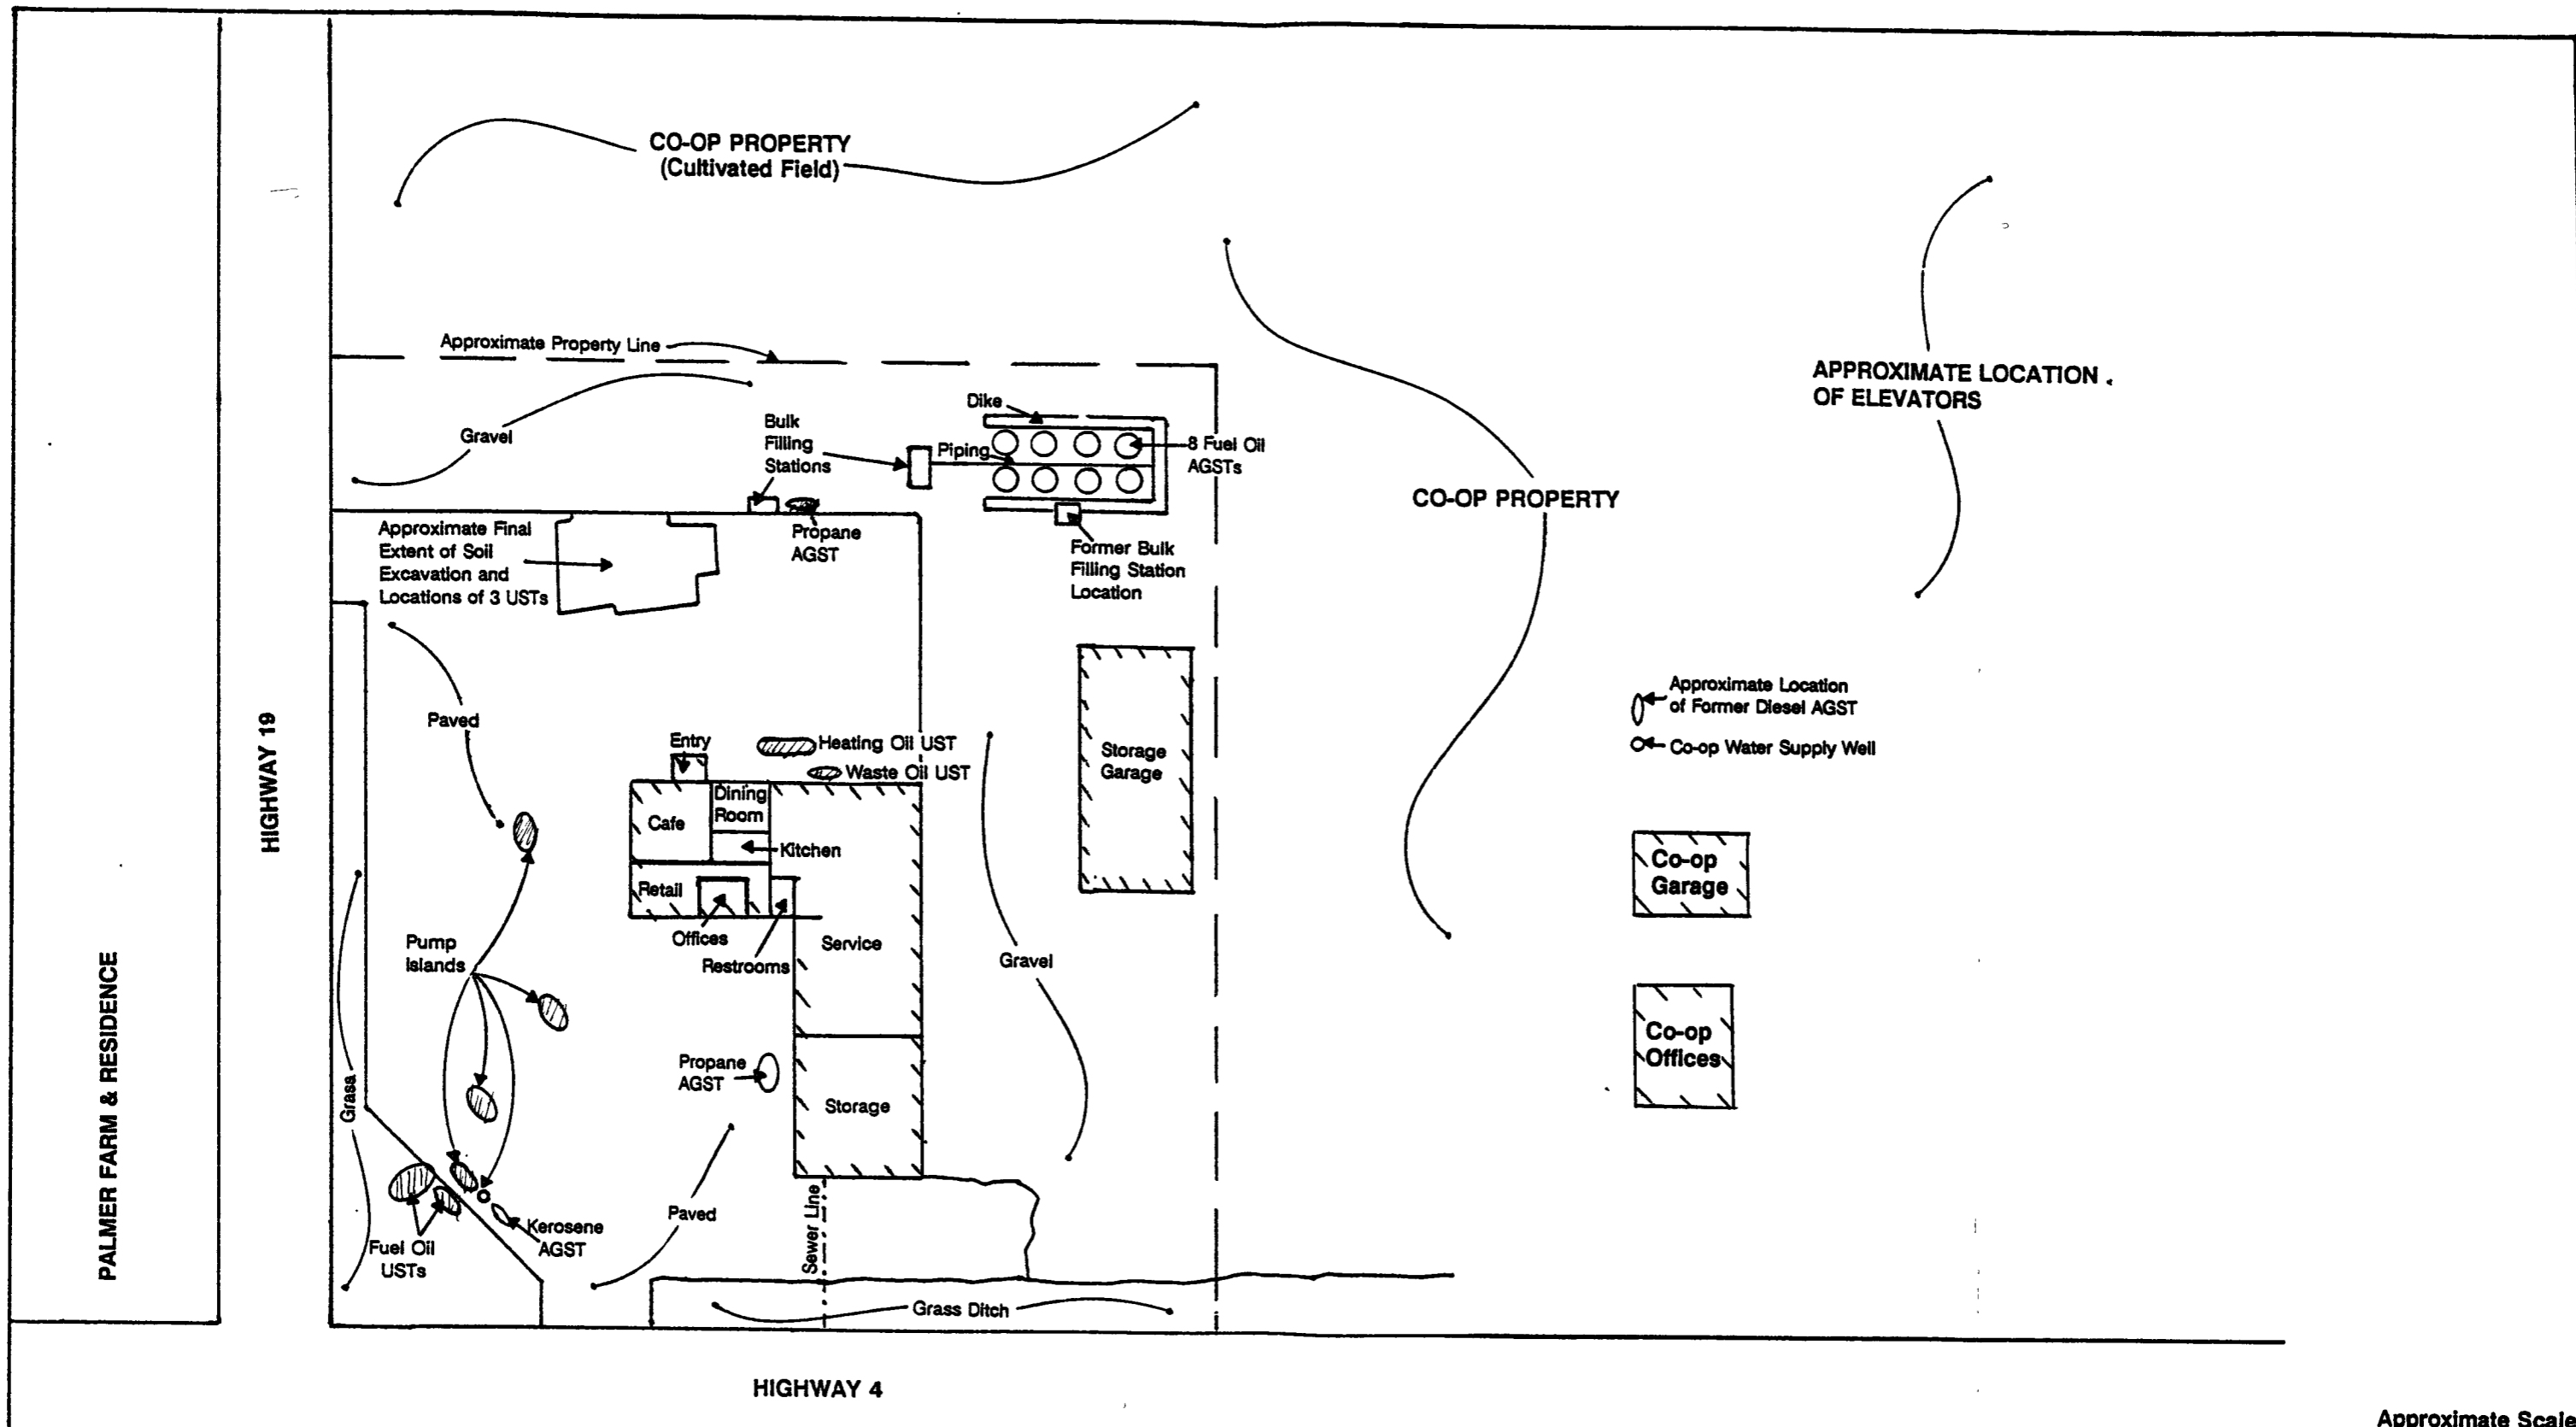 CO-OP PROPERTY
(Cultivated Field)
Approximate Property Line
Gravel
Bulk
Filling
Stations
Dike
Piping
8 Fuel Oil
AGSTs
APPROXIMATE LOCATION
OF ELEVATORS
CO-OP PROPERTY
Approximate Final
Extent of Soil
Excavation and
Locations of 3 USTs
Propane
AGST
Former Bulk
Filling Station
Location
Paved
HIGHWAY 19
Entry
Heating Oil UST
Waste Oil UST
Storage
Garage
Approximate Location
of Former Diesel AGST
Co-op Water Supply Well
Cafe
Dining
Room
Kitchen
Retail
Offices
Restrooms
Service
Gravel
Co-op
Garage
Co-op
Offices
Pump
Islands
PALMER FARM & RESIDENCE
Grass
Propane
AGST
Storage
Kerosene
AGST
Fuel Oil
USTs
Paved
Sewer Line
Grass Ditch
HIGHWAY 4
Approximate Scale